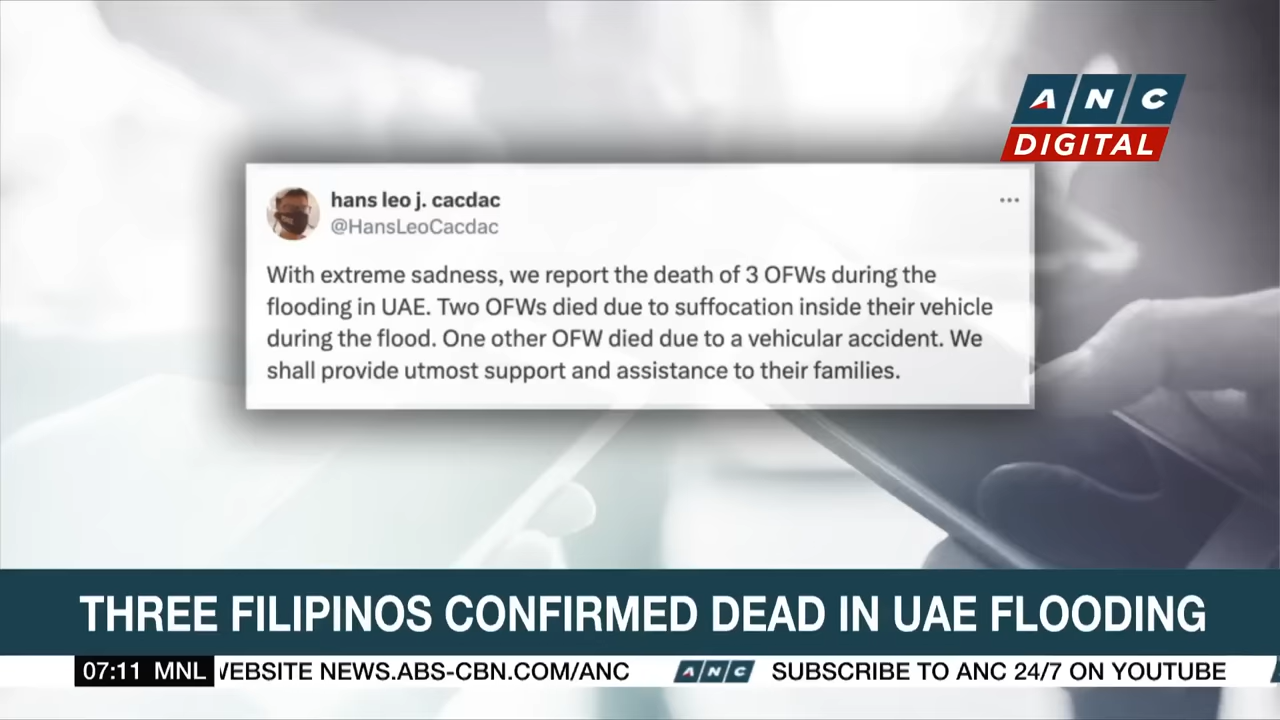 ANC
DIGITAL
hans leo j. cacdac
@HansLeoCacdac
With extreme sadness, we report the death of 3 OFWs during the
flooding in UAE. Two OFWs died due to suffocation inside their vehicle
during the flood. One other OFW died due to a vehicular accident. We
shall provide utmost support and assistance to their families.
THREE FILIPINOS CONFIRMED DEAD IN UAE FLOODING
07:11 MNL WEBSITE NEWS.ABS-CBN.COM/ANC ANC SUBSCRIBE TO ANC 24/7 ON YOUTUBE